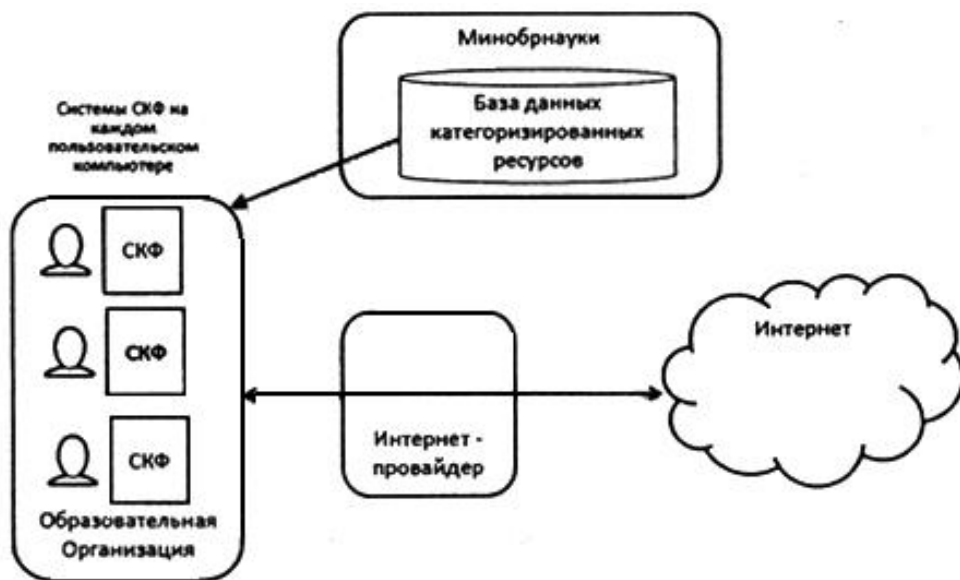 Минобрнауки
База данных
категоризированных
ресурсов
Системы СКФ на
каждом
пользовательском
компьютере
СКФ
СКФ
СКФ
Образовательная
Организация
Интернет -
провайдер
Интернет